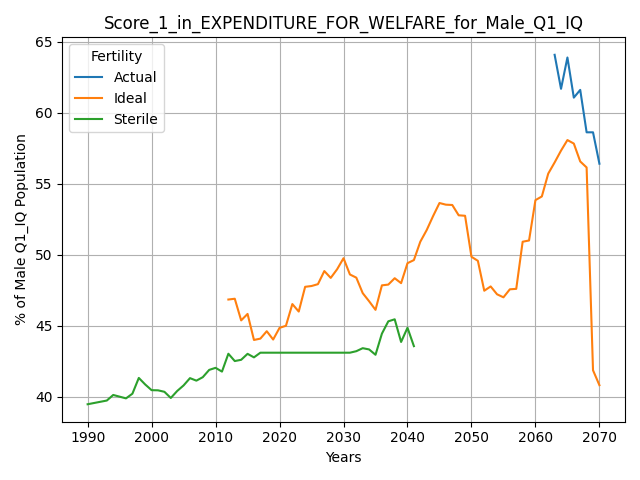 Score_1_in_EXPENDITURE_FOR_WELFARE_for_Male_Q1_IQ
65
60
55
50
45
40
% of Male Q1_IQ Population
Fertility
Actual
Ideal
Sterile
1990 2000 2010 2020 2030 2040 2050 2060 2070
Years